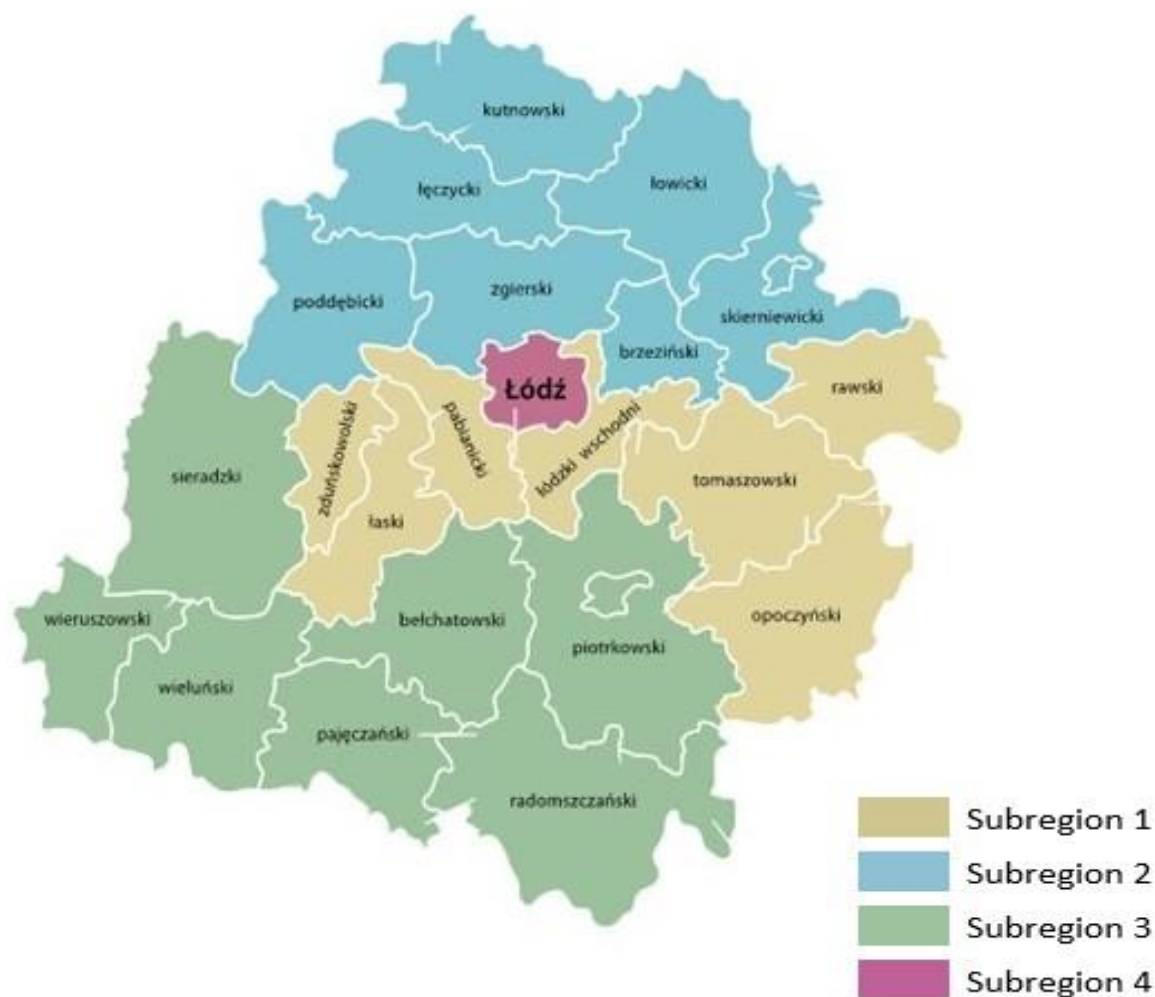 kutnowski
łęczycki
łowicki
poddębicki
zgierski
skierniewicki
brzeziński
Łódź
rawski
sieradzki
zduńskowolski
pabianicki
łódzki wschodni
tomaszowski
łaski
wieruszowski
bełchatowski
opoczyński
piotrkowski
wieluński
pajęczański
radomszczański
Subregion 1
Subregion 2
Subregion 3
Subregion 4